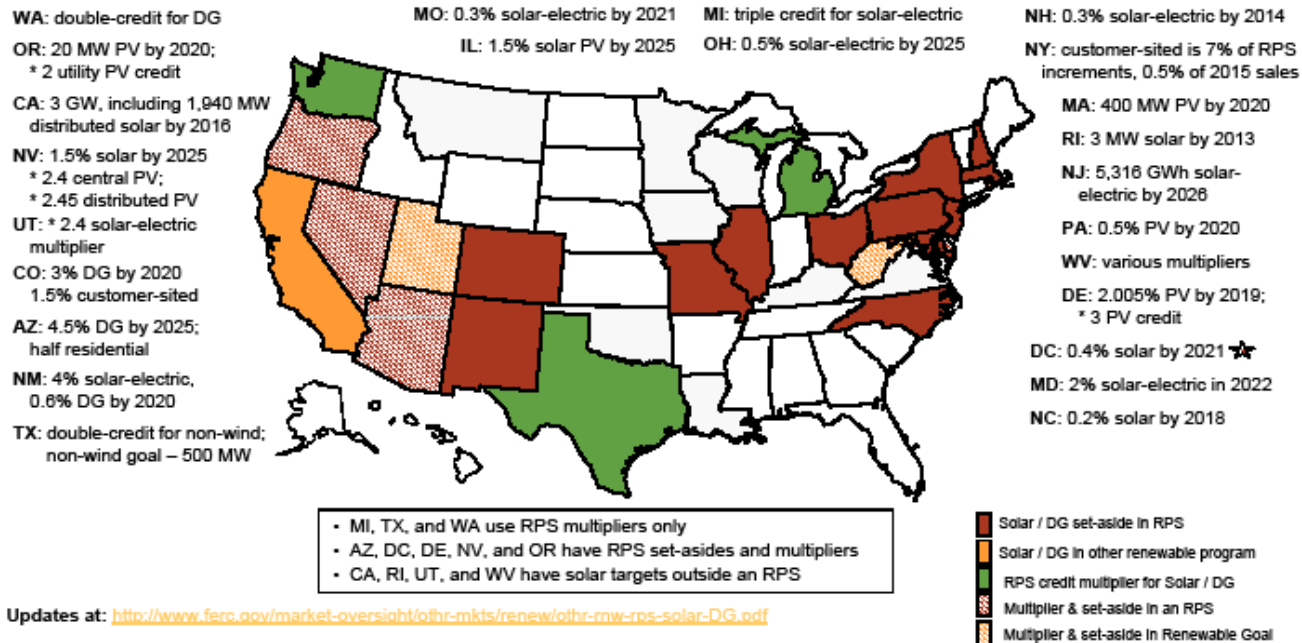 WA: double-credit for DG
OR: 20 MW PV by 2020;
* 2 utility PV credit
CA: 3 GW, including 1,940 MW
distributed solar by 2016
NV: 1.5% solar by 2025
* 2.4 central PV;
* 2.45 distributed PV
UT: * 2.4 solar-electric
multiplier
CO: 3% DG by 2020
1.5% customer-sited
AZ: 4.5% DG by 2025;
half residential
NM: 4% solar-electric,
0.6% DG by 2020
TX: double-credit for non-wind;
non-wind goal – 500 MW
MO: 0.3% solar-electric by 2021
IL: 1.5% solar PV by 2025
MI: triple credit for solar-electric
OH: 0.5% solar-electric by 2025
NH: 0.3% solar-electric by 2014
NY: customer-sited is 7% of RPS
increments, 0.5% of 2015 sales
MA: 400 MW PV by 2020
RI: 3 MW solar by 2013
NJ: 5,316 GWh solar-
electric by 2026
PA: 0.5% PV by 2020
WV: various multipliers
DE: 2.005% PV by 2019;
* 3 PV credit
DC: 0.4% solar by 2021
MD: 2% solar-electric in 2022
NC: 0.2% solar by 2018
• MI, TX, and WA use RPS multipliers only
• AZ, DC, DE, NV, and OR have RPS set-asides and multipliers
• CA, RI, UT, and WV have solar targets outside an RPS
Solar / DG set-aside in RPS
Solar / DG in other renewable program
RPS credit multiplier for Solar / DG
Multiplier & set-aside in an RPS
Multiplier & set-aside in Renewable Goal
Updates at: http://www.ferc.gov/market-oversight/othr-mkts/renew/othr-rnw-rps-solar-DG.pdf